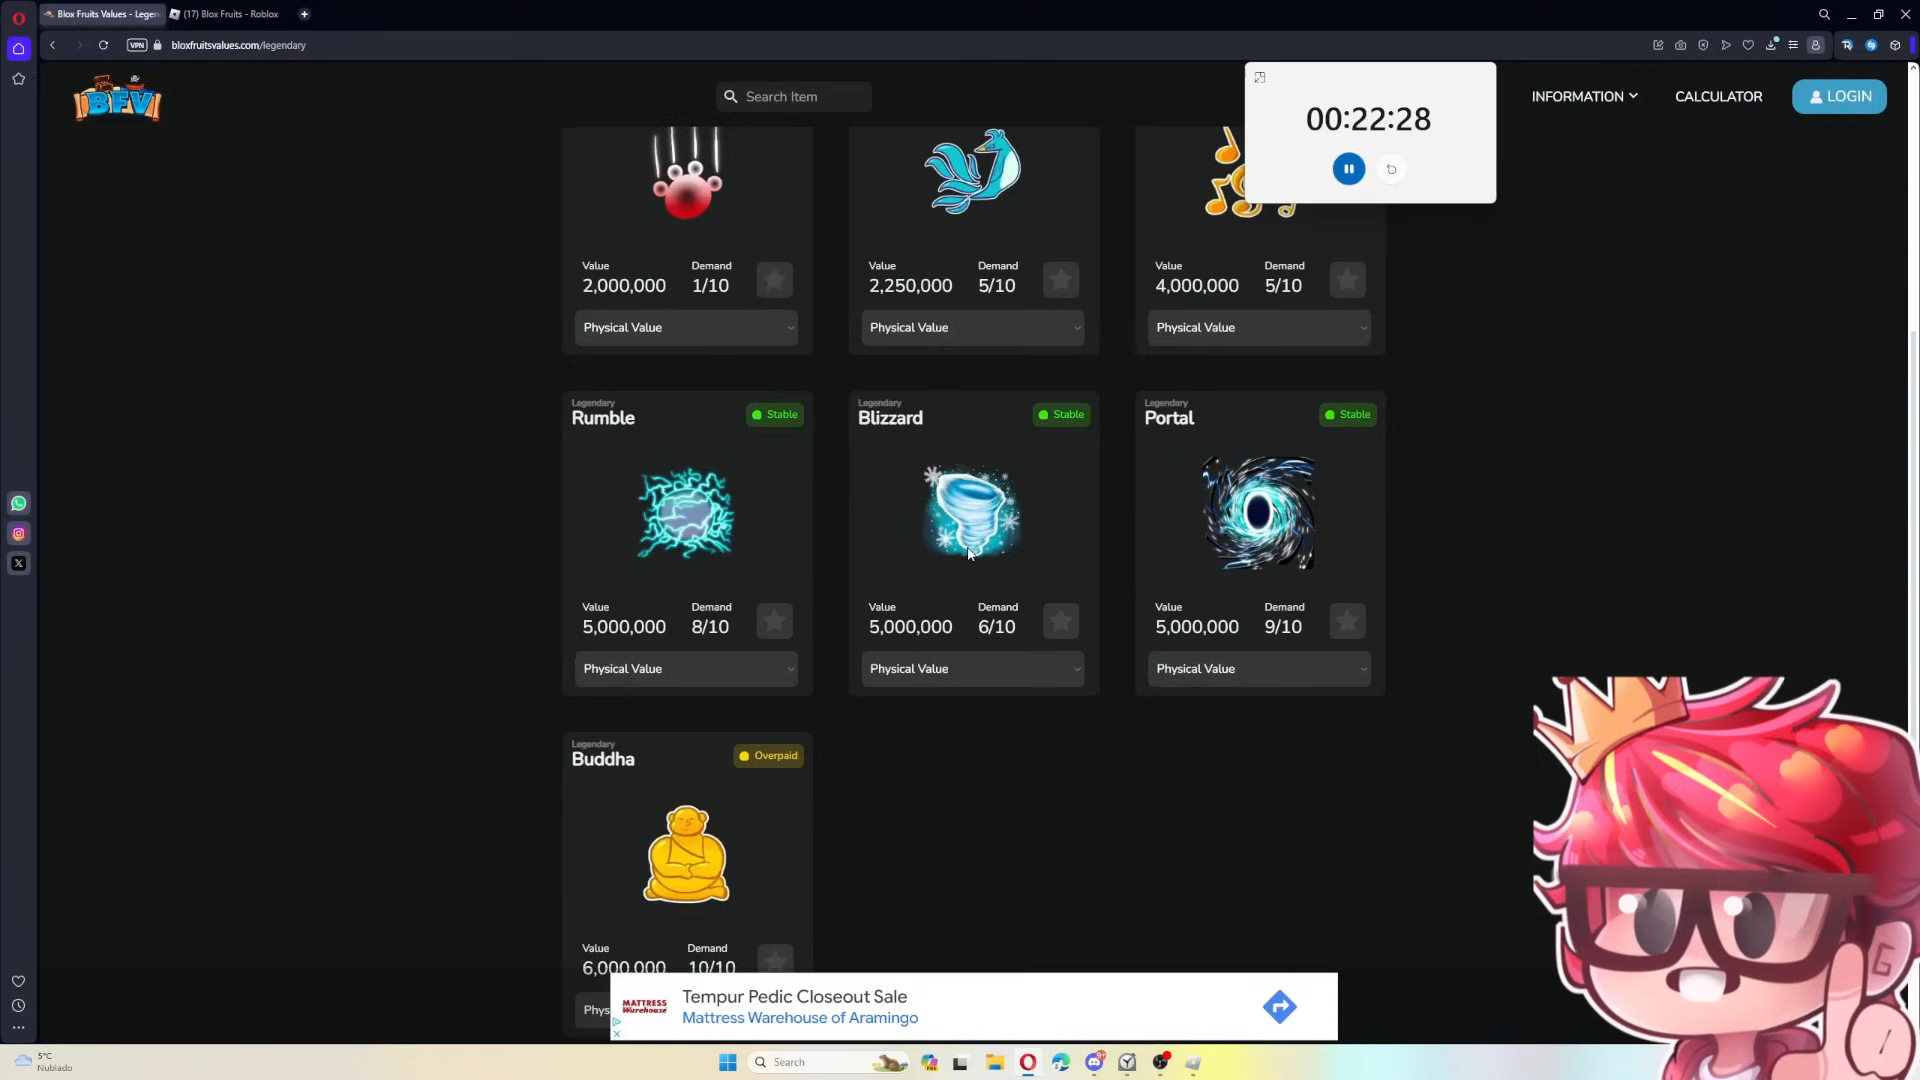 Blox Fruits Values - Legen
(17) Blox Fruits - Roblox
VPN
bloxfruitsvalues.com/legendary
BFV
Search Item
00:22:28
INFORMATION
CALCULATOR
LOGIN
Value
2,000,000
Demand
1/10
Physical Value
Value
2,250,000
Demand
5/10
Physical Value
Value
4,000,000
Demand
5/10
Physical Value
Legendary
Rumble
Stable
Value
5,000,000
Demand
8/10
Physical Value
Legendary
Blizzard
Stable
Value
5,000,000
Demand
6/10
Physical Value
Legendary
Portal
Stable
Value
5,000,000
Demand
9/10
Physical Value
Legendary
Buddha
Overpaid
Value
6,000,000
Demand
10/10
Phys
MATTRESS
WAREHOUSE
Tempur Pedic Closeout Sale
Mattress Warehouse of Aramingo
G
5°C
Nubiado
Search